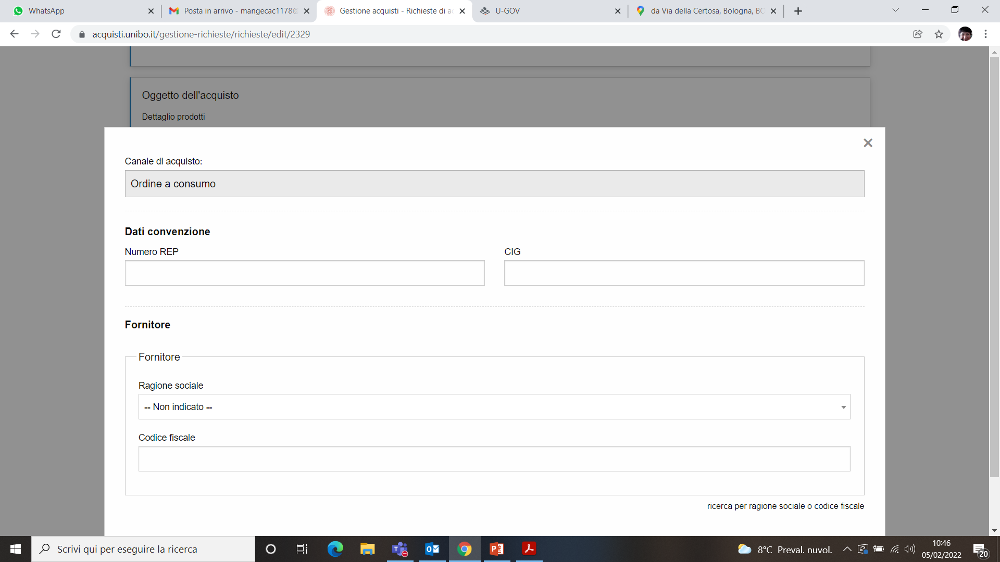 WhatsApp
Posta in arrivo - mangecac1178@
Gestione acquisti - Richieste di a
U-GOV
da Via della Certosa, Bologna, BO
acquisti.unibo.it/gestione-richieste/richieste/edit/2329
Oggetto dell'acquisto
Dettaglio prodotti
Canale di acquisto:
Ordine a consumo
Dati convenzione
Numero REP
CIG
Fornitore
Fornitore
Ragione sociale
-- Non indicato --
Codice fiscale
ricerca per ragione sociale o codice fiscale
Scrivi qui per eseguire la ricerca
8°C Preval. nuvol.
10:46
05/02/2022
20